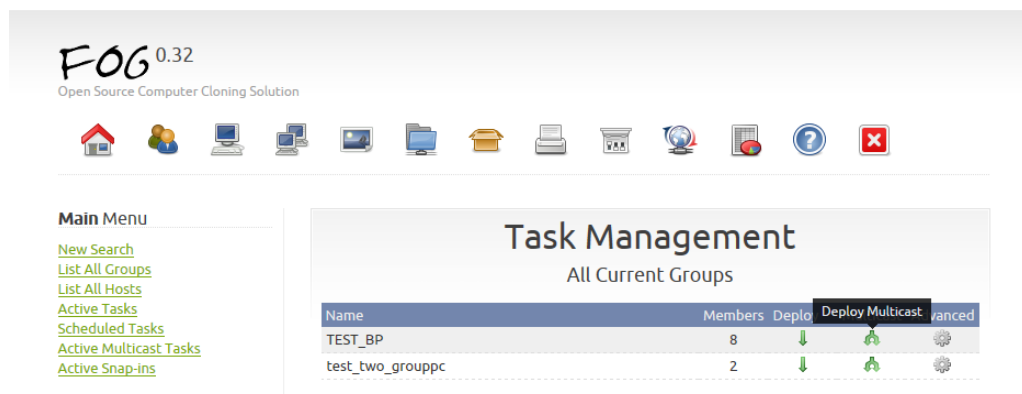 FOG 0.32
Open Source Computer Cloning Solution
Main Menu
New Search
List All Groups
List All Hosts
Active Tasks
Scheduled Tasks
Active Multicast Tasks
Active Snap-ins
Task Management
All Current Groups
Deploy Multicast
Name Members Deploy
TEST_BP 8
test_two_grouppc 2